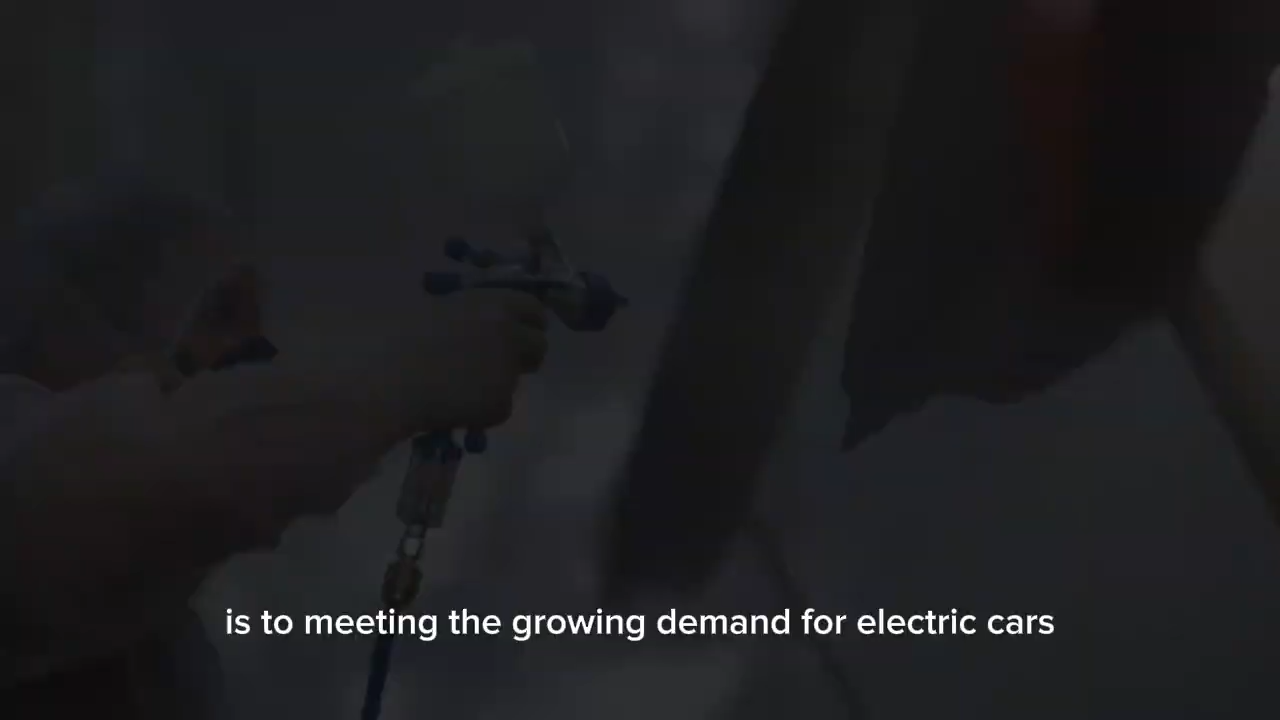 is to meeting the growing demand for electric cars